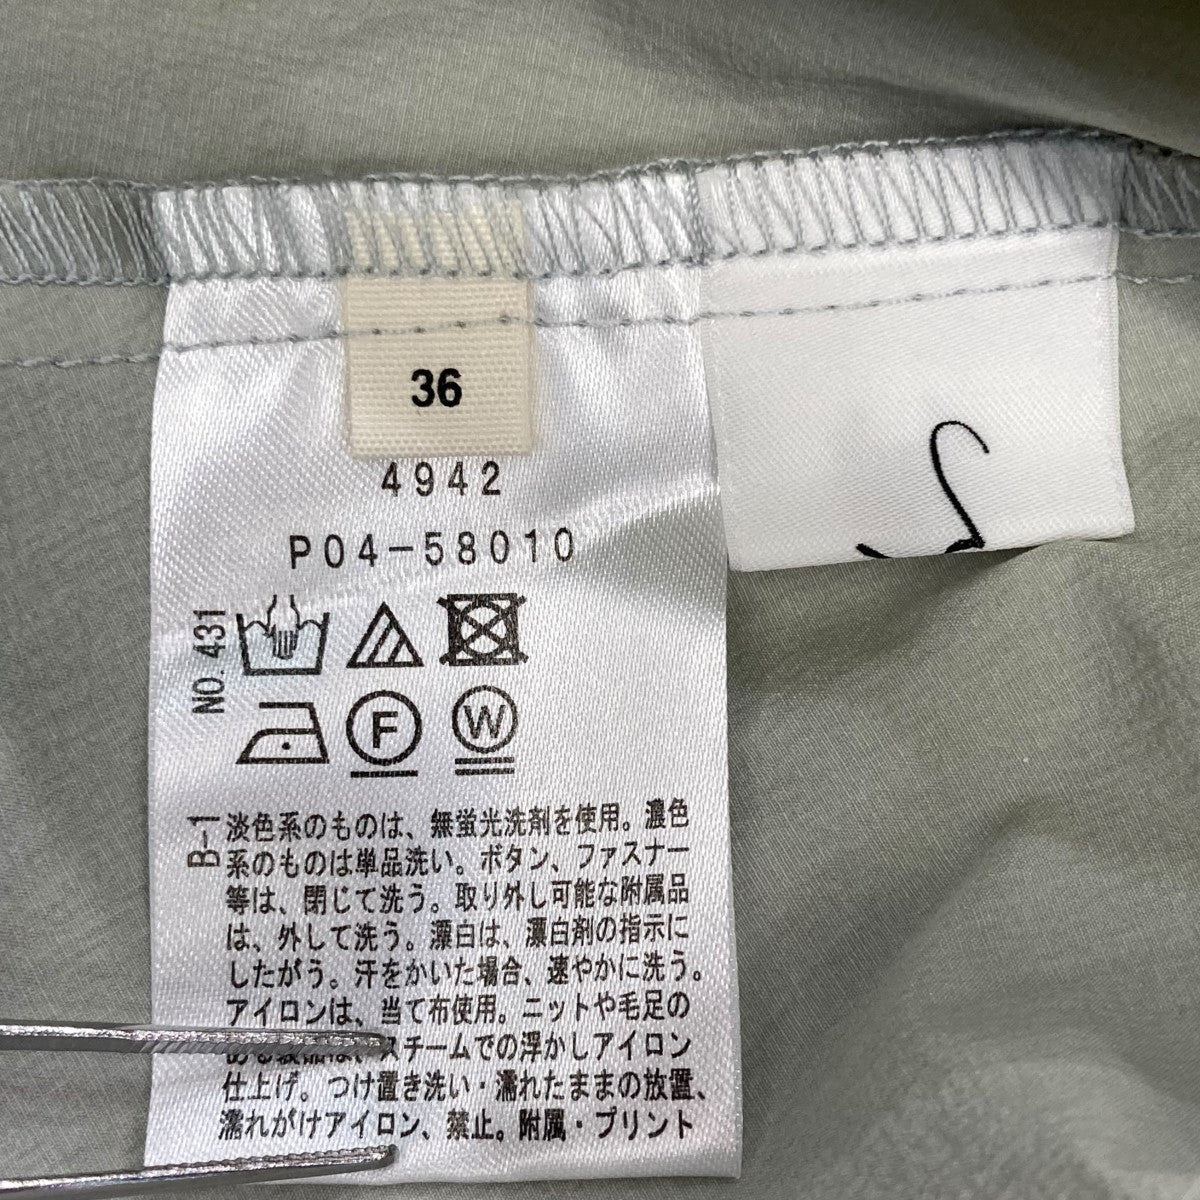 36
4942
P04-58010
NO. 431
F
W
B-1
淡色系のものは、無蛍光洗剤を使用。濃色
系のものは単品洗い。ボタン、ファスナー
等は、閉じて洗う。取り外し可能な附属品
は、外して洗う。漂白は、漂白剤の指示に
したがう。汗をかいた場合、速やかに洗う。
アイロンは、当て布使用。ニットや毛足の
ある製品は、スチームでの浮かしアイロン
仕上げ。つけ置き洗い・濡れたままの放置、
濡れがけアイロン、禁止。附属・プリント